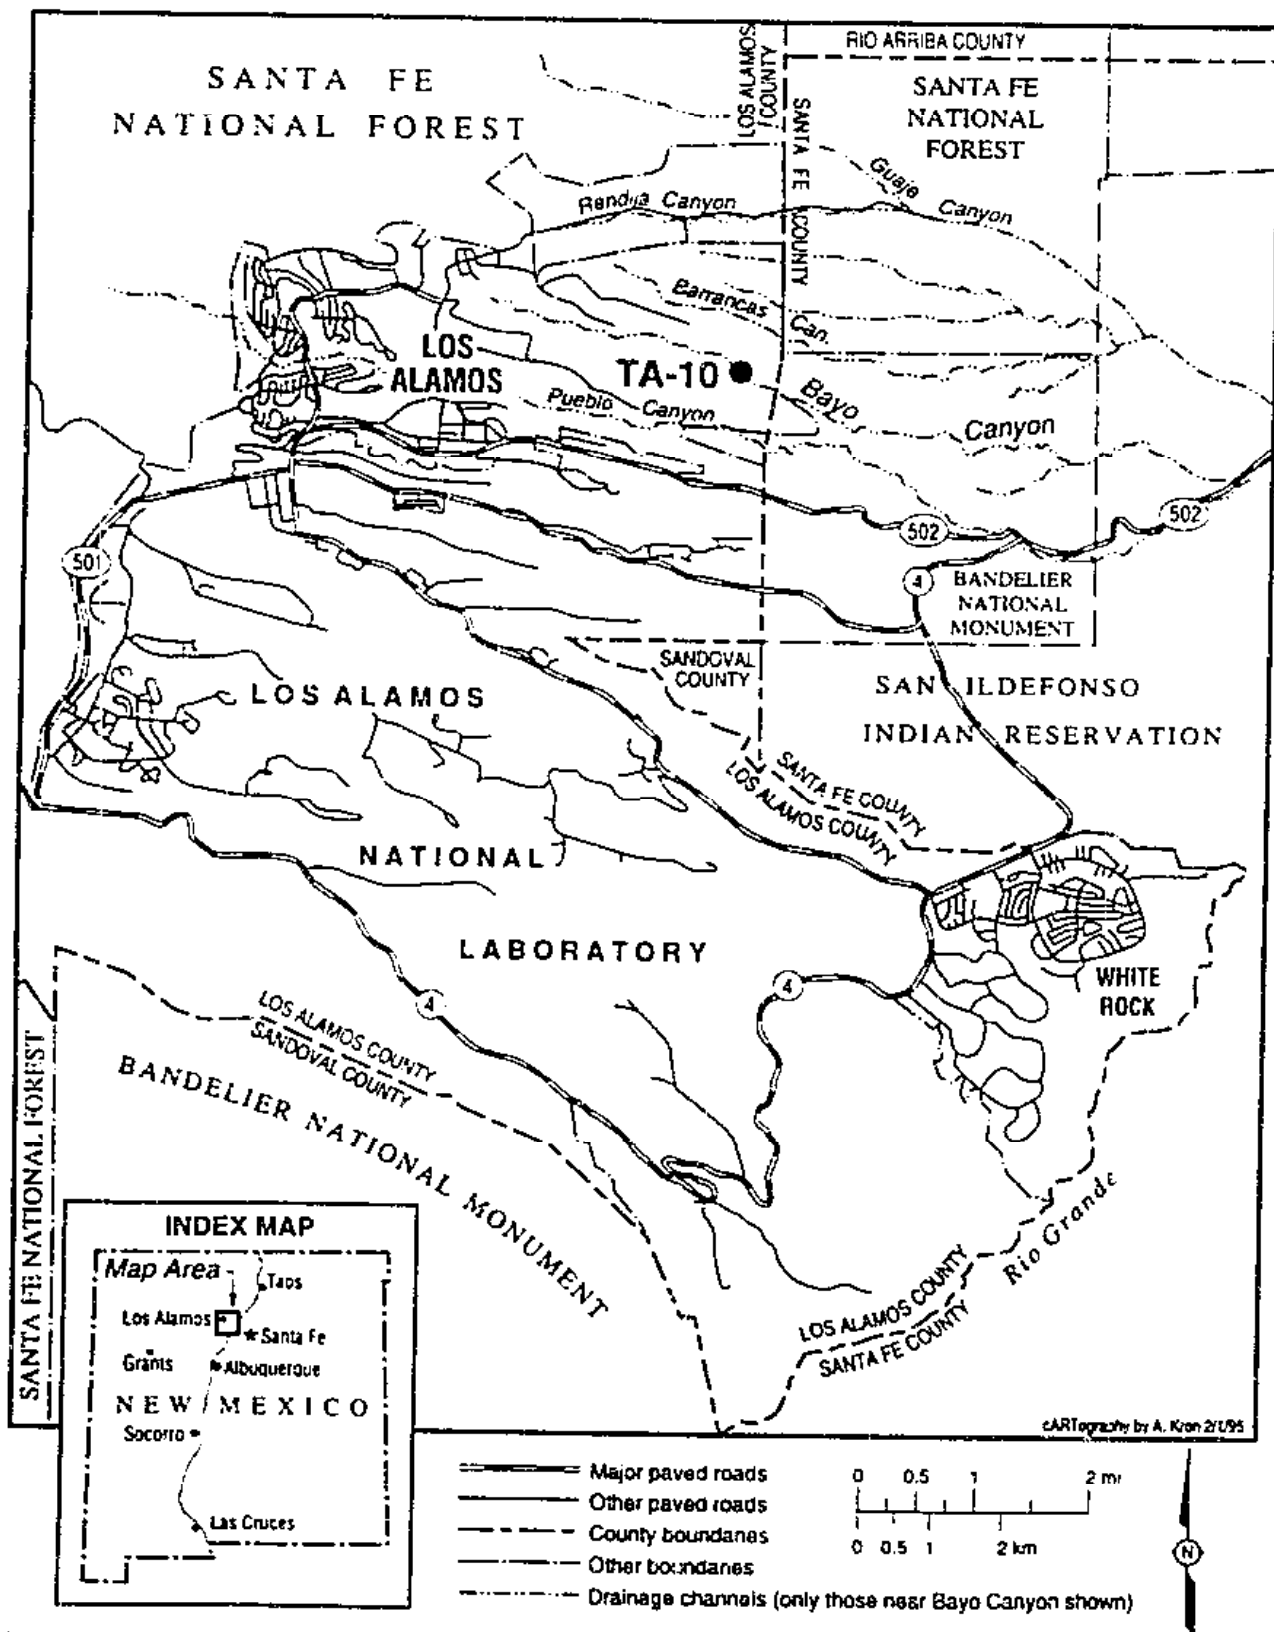 RIO ARRIBA COUNTY
LOS ALAMOS
COUNTY
SANTA FE
NATIONAL FOREST
SANTA FE
NATIONAL
FOREST
SANTA FE COUNTY
Guaje
Canyon
Rendija Canyon
Barrancas
Can.
LOS
ALAMOS
TA-10
Bayo
Canyon
Pueblo Canyon
502
502
501
4
BANDELIER
NATIONAL
MONUMENT
SANDOVAL
COUNTY
SAN ILDEFONSO
INDIAN RESERVATION
LOS ALAMOS
SANTA FE COUNTY
LOS ALAMOS COUNTY
NATIONAL
LABORATORY
WHITE
ROCK
4
4
LOS ALAMOS COUNTY
SANDOVAL COUNTY
BANDELIER NATIONAL MONUMENT
SANTA FE NATIONAL FOREST
Rio Grande
LOS ALAMOS COUNTY
SANTA FE COUNTY
INDEX MAP
Map Area
Taos
Los Alamos
Santa Fe
Grants
Albuquerque
NEW MEXICO
Socorro
Las Cruces
cARTography by A. Kron 2/1/95
Major paved roads
Other paved roads
County boundaries
Other boundaries
Drainage channels (only those near Bayo Canyon shown)
0 0.5 1 2 mi
0 0.5 1 2 km
N